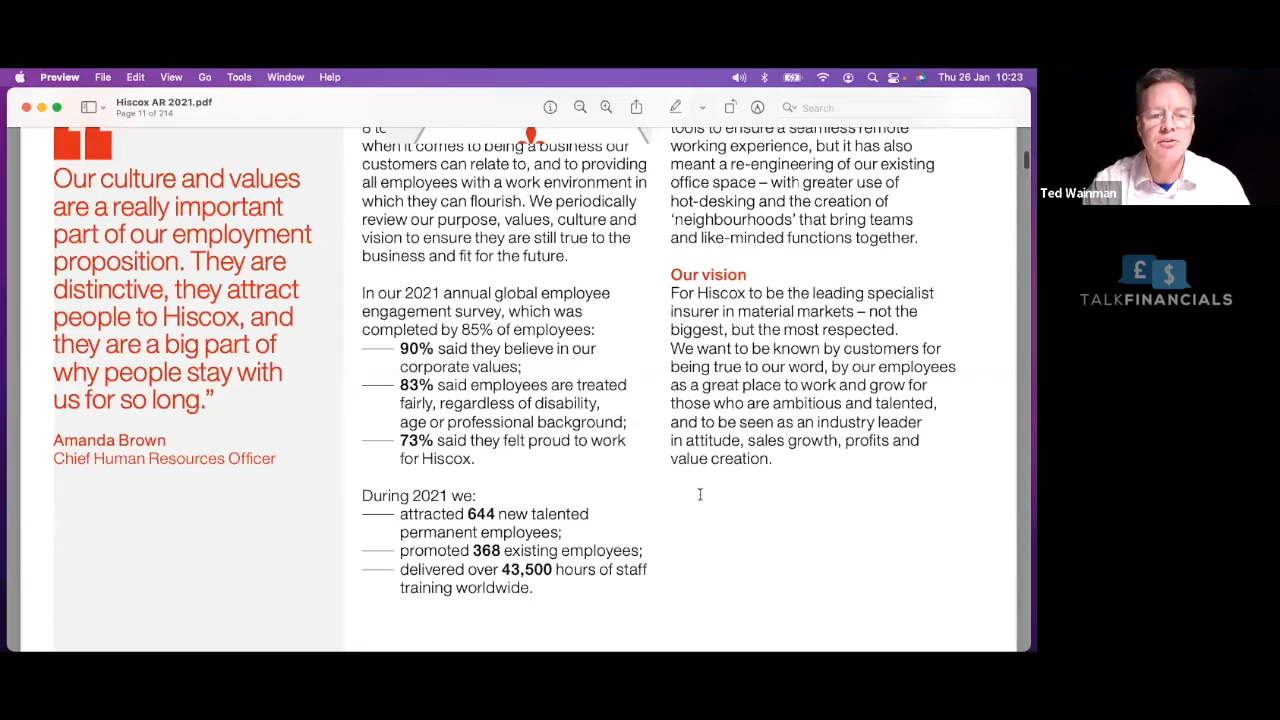 Preview File Edit View Go Tools Window Help
Thu 26 Jan 10:23
Hiscox AR 2021.pdf
Page 11 of 214
Search
Our culture and values
are a really important
part of our employment
proposition. They are
distinctive, they attract
people to Hiscox, and
they are a big part of
why people stay with
us for so long.”
Amanda Brown
Chief Human Resources Officer
when it comes to being a business our
customers can relate to, and to providing
all employees with a work environment in
which they can flourish. We periodically
review our purpose, values, culture and
vision to ensure they are still true to the
business and fit for the future.
In our 2021 annual global employee
engagement survey, which was
completed by 85% of employees:
90% said they believe in our
corporate values;
83% said employees are treated
fairly, regardless of disability,
age or professional background;
73% said they felt proud to work
for Hiscox.
During 2021 we:
attracted 644 new talented
permanent employees;
promoted 368 existing employees;
delivered over 43,500 hours of staff
training worldwide.
tools to ensure a seamless remote
working experience, but it has also
meant a re-engineering of our existing
office space – with greater use of
hot-desking and the creation of
‘neighbourhoods’ that bring teams
and like-minded functions together.
Our vision
For Hiscox to be the leading specialist
insurer in material markets – not the
biggest, but the most respected.
We want to be known by customers for
being true to our word, by our employees
as a great place to work and grow for
those who are ambitious and talented,
and to be seen as an industry leader
in attitude, sales growth, profits and
value creation.
Ted Wainman
£ $
TALKFINANCIALS